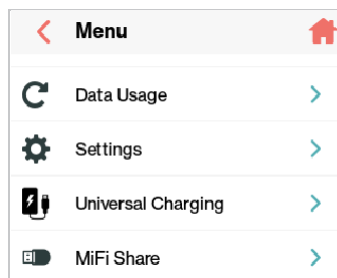 Menu
Data Usage
Settings
Universal Charging
MiFi Share